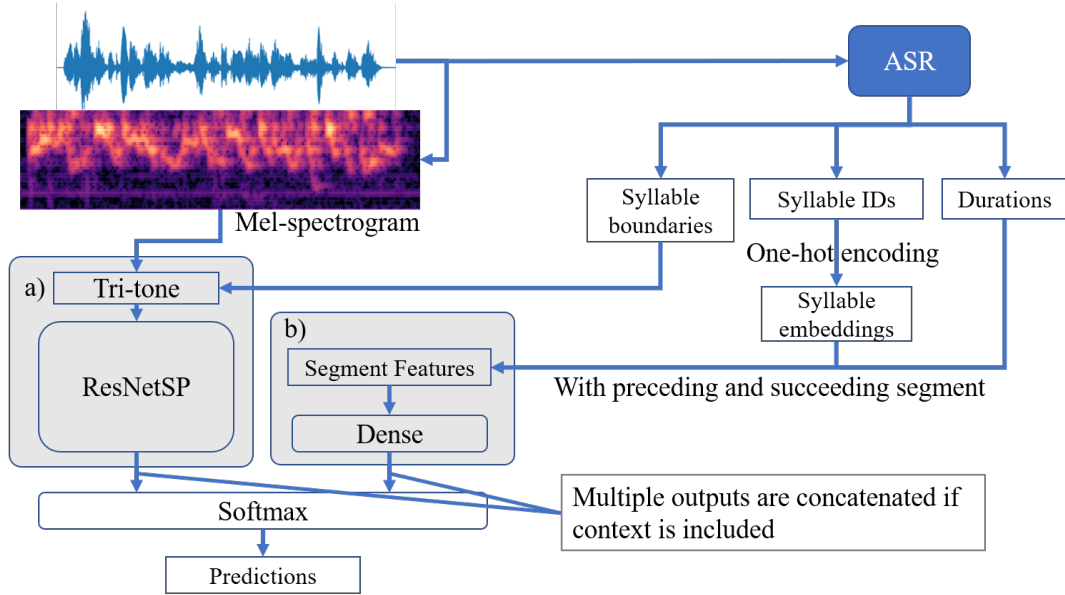 ASR
Syllable
boundaries
Syllable IDs
Durations
Mel-spectrogram
One-hot encoding
a)
Tri-tone
Syllable
embeddings
b)
ResNetSP
Segment Features
With preceding and succeeding segment
Dense
Multiple outputs are concatenated if
context is included
Softmax
Predictions